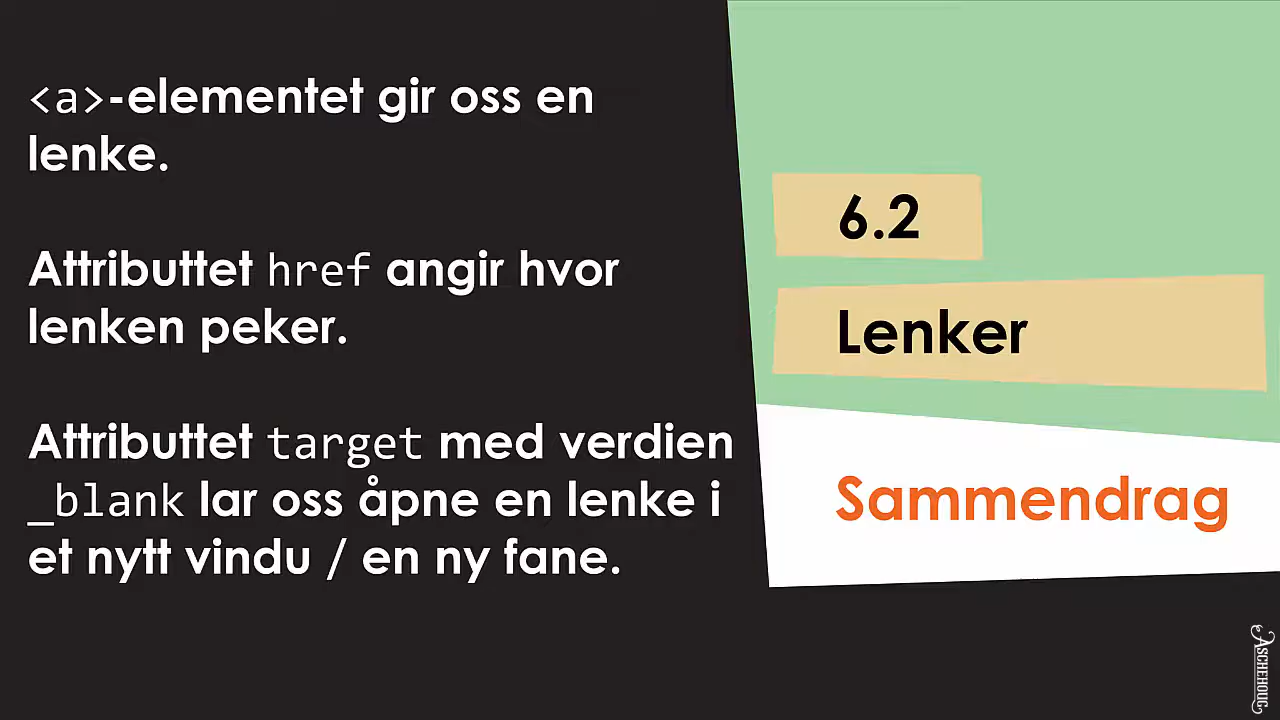 <a>-elementet gir oss en
lenke.
Attributtet href angir hvor
lenken peker.
Attributtet target med verdien
_blank lar oss åpne en lenke i
et nytt vindu / en ny fane.
6.2
Lenker
Sammendrag
ASCHEHOUG